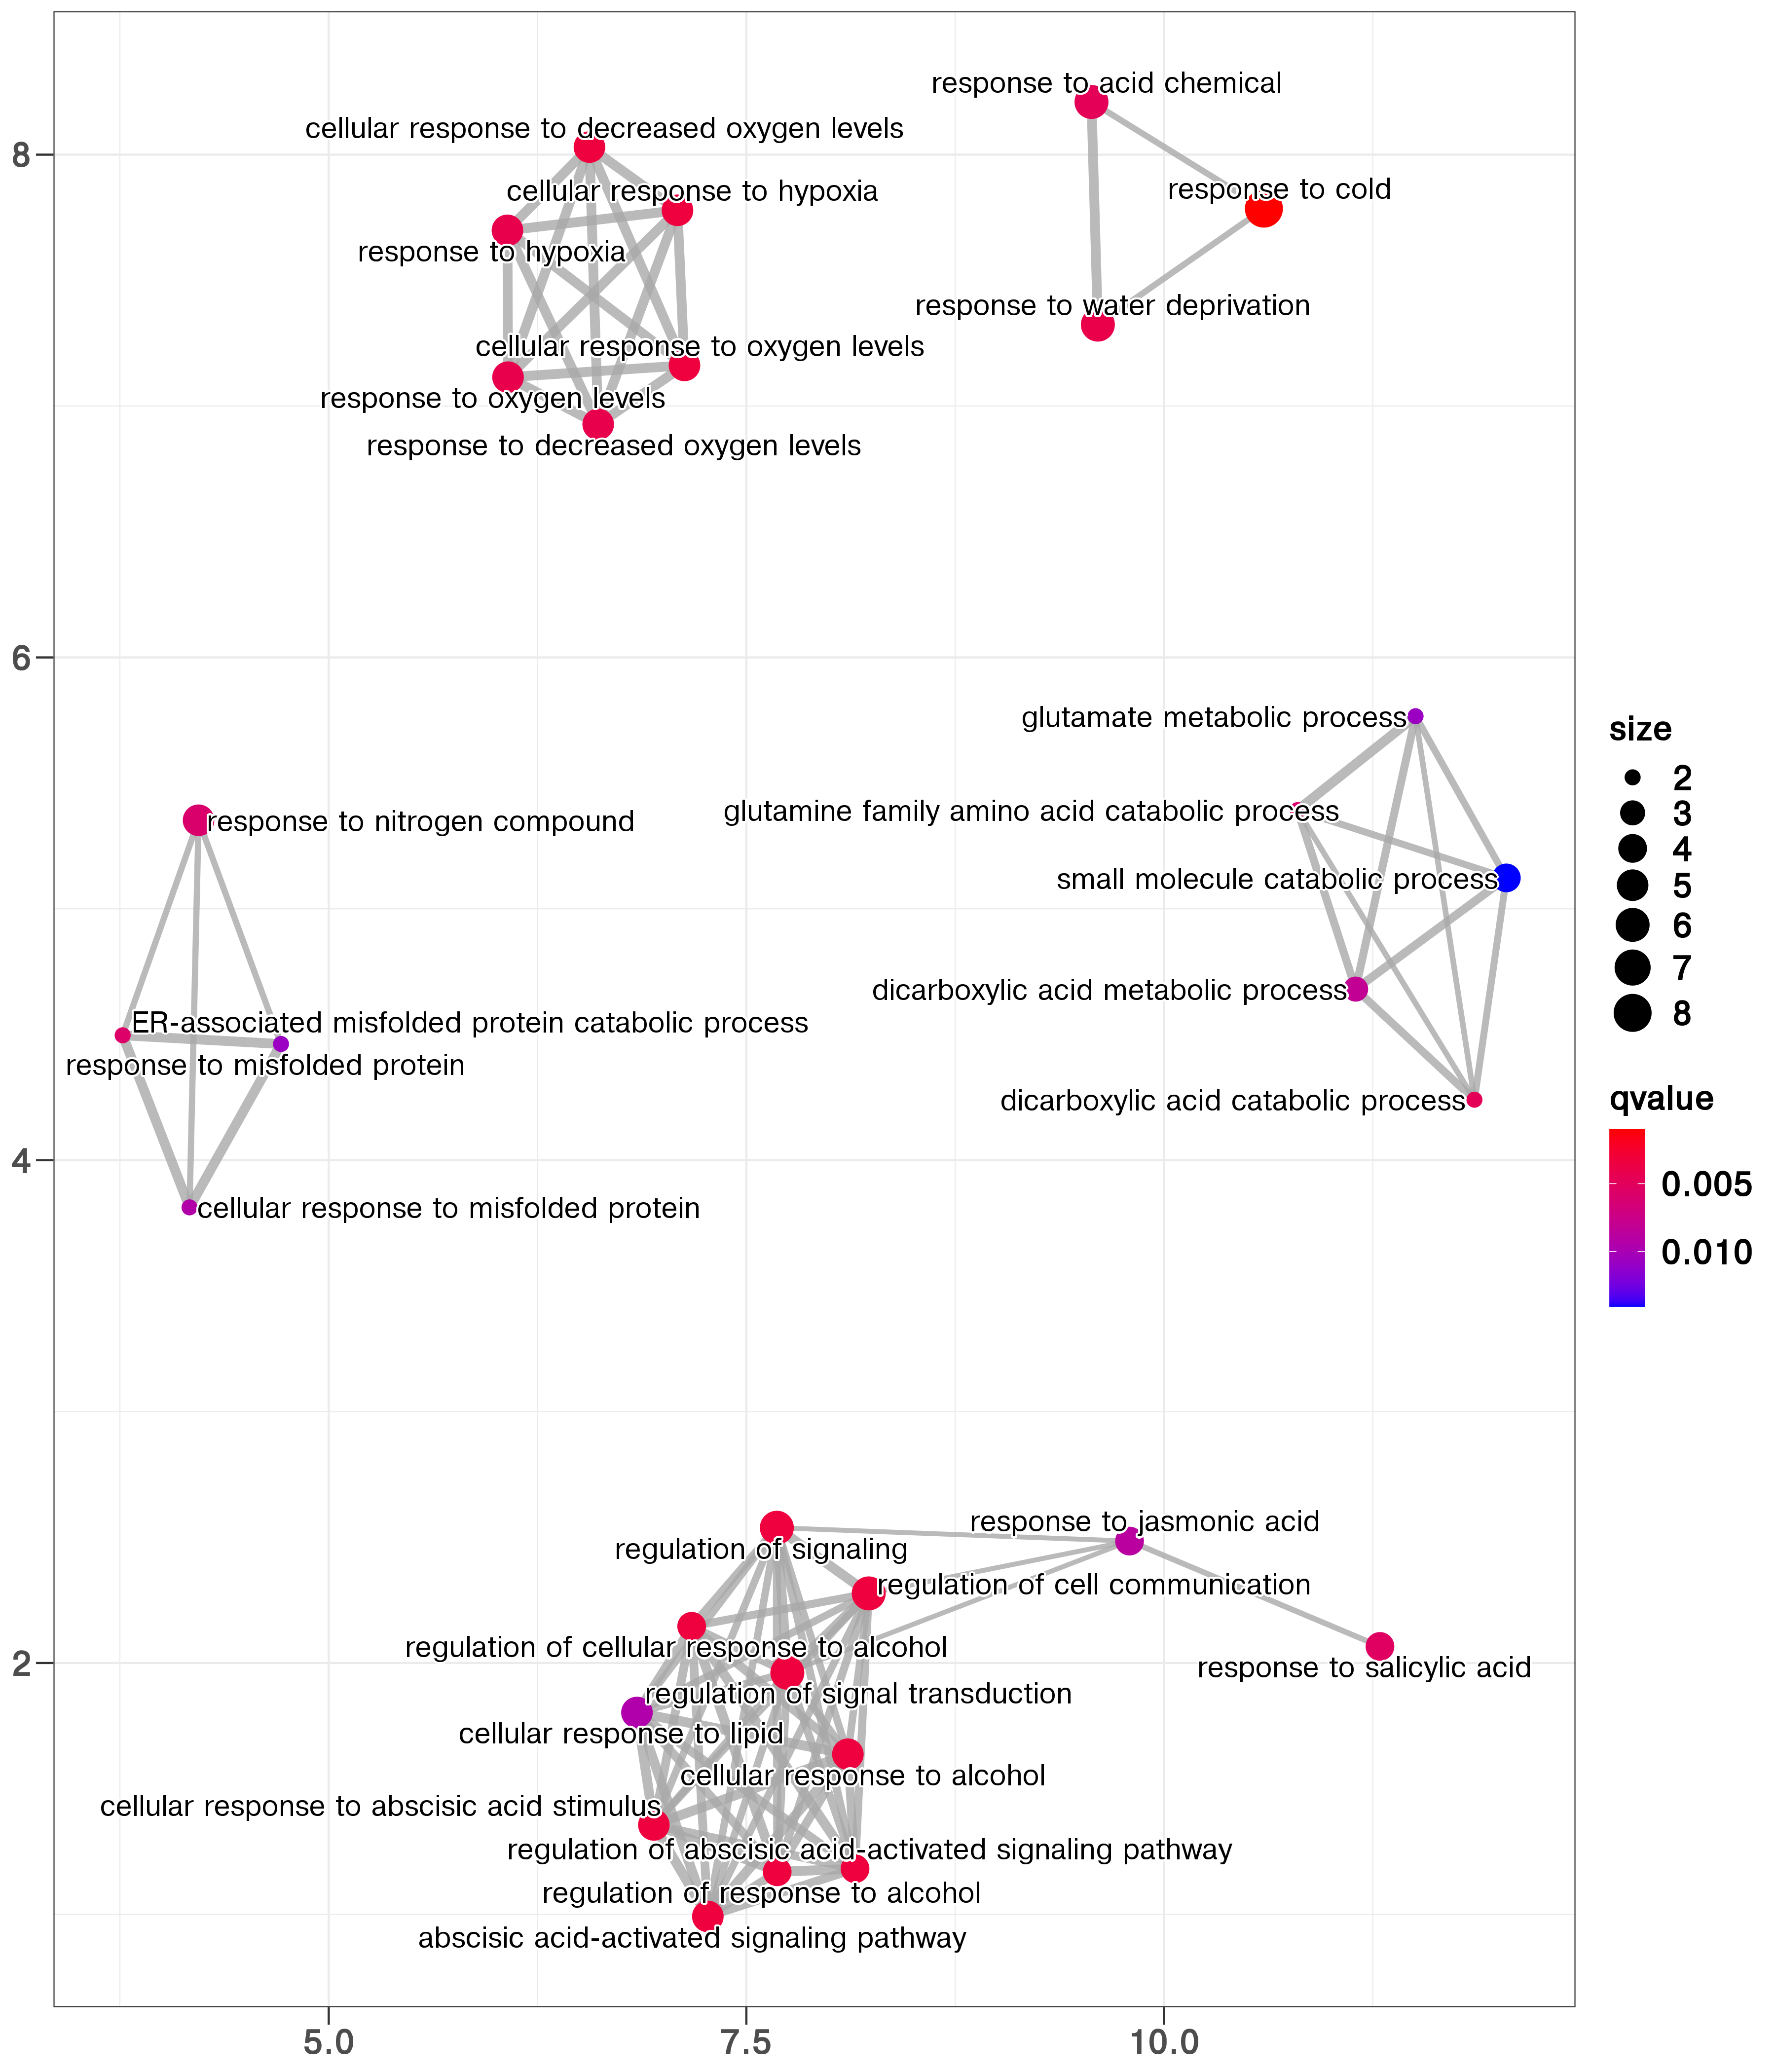 response to acid chemical
cellular response to decreased oxygen levels
8
cellular response to hypoxia
response to cold
response to hypoxia
response to water deprivation
cellular response to oxygen levels
response to oxygen levels
response to decreased oxygen levels
6
glutamate metabolic process
size
2
glutamine family amino acid catabolic process
3
response to nitrogen compound
4
small molecule catabolic process
5
6
7
dicarboxylic acid metabolic process
8
ER-associated misfolded protein catabolic process
response to misfolded protein
dicarboxylic acid catabolic process
qvalue
4
0.005
cellular response to misfolded protein
0.010
response to jasmonic acid
regulation of signaling
regulation of cell communication
regulation of cellular response to alcohol
2
response to salicylic acid
regulation of signal transduction
cellular response to lipid
cellular response to alcohol
cellular response to abscisic acid stimulus
regulation of abscisic acid-activated signaling pathway
regulation of response to alcohol
abscisic acid-activated signaling pathway
5.0
7.5
10.0